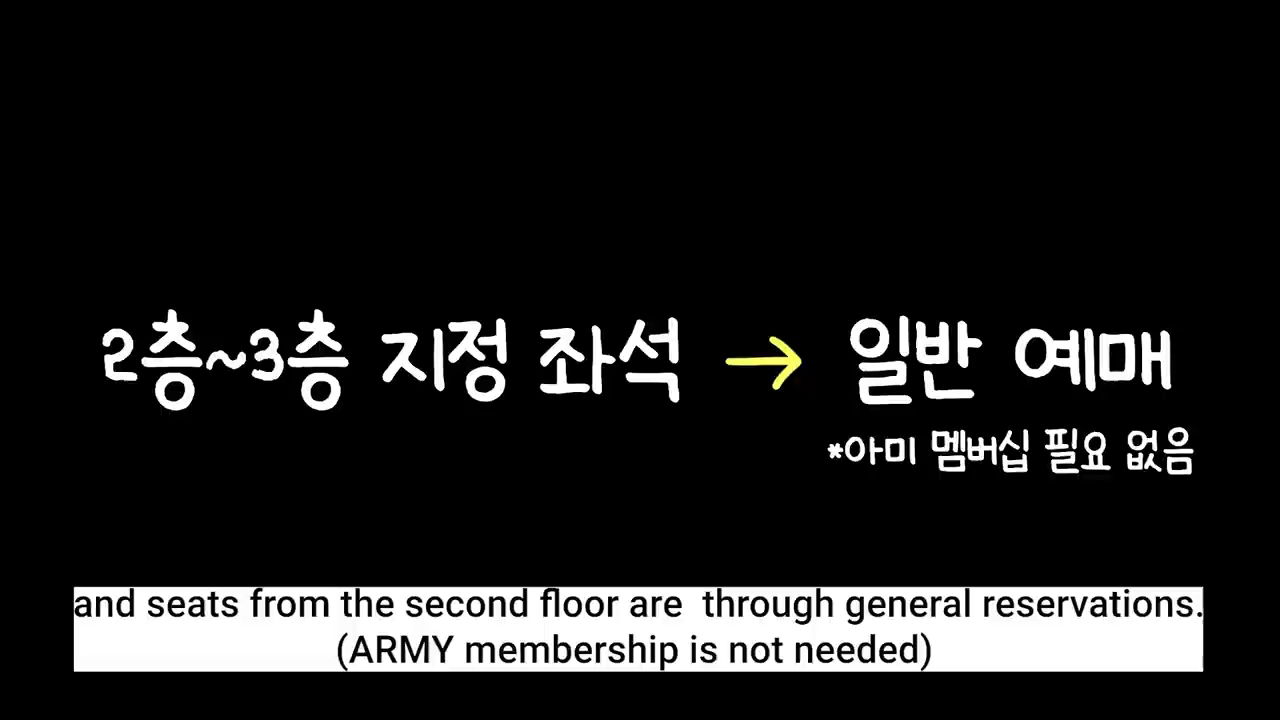 2층~3층 지정 좌석 → 일반 예매
*아미 멤버십 필요 없음
and seats from the second floor are  through general reservations.
(ARMY membership is not needed)